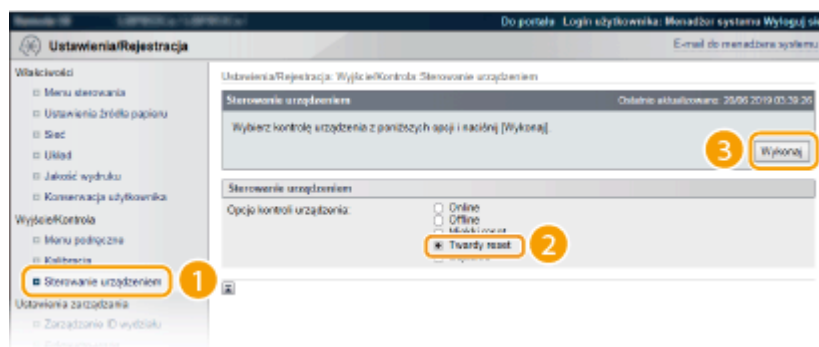 Do portalu Login użytkownika: Menadżer systemu Wyloguj się
Ustawienia/Rejestracja
E-mail do menadżera systemu
Właściwości
Menu sterowania
Ustawienia źródła papieru
Sieć
Układ
Jakość wydruku
Konserwacja użytkownika
Wyjście/Kontrola
Menu podręczne
Kalibracja
1
Sterowanie urządzeniem
Ustawienia zarządzania
Zarządzanie ID wydziału
Ustawienia/Rejestracja: Wyjście/Kontrola: Sterowanie urządzeniem
Sterowanie urządzeniem
Ostatnio aktualizowano: 28/06 2019 03:39:26
Wybierz kontrolę urządzenia z poniższych opcji i naciśnij [Wykonaj].
3
Wykonaj
Sterowanie urządzeniem
Opcje kontroli urządzenia:
Online
Offline
Miękki reset
Twardy reset
2